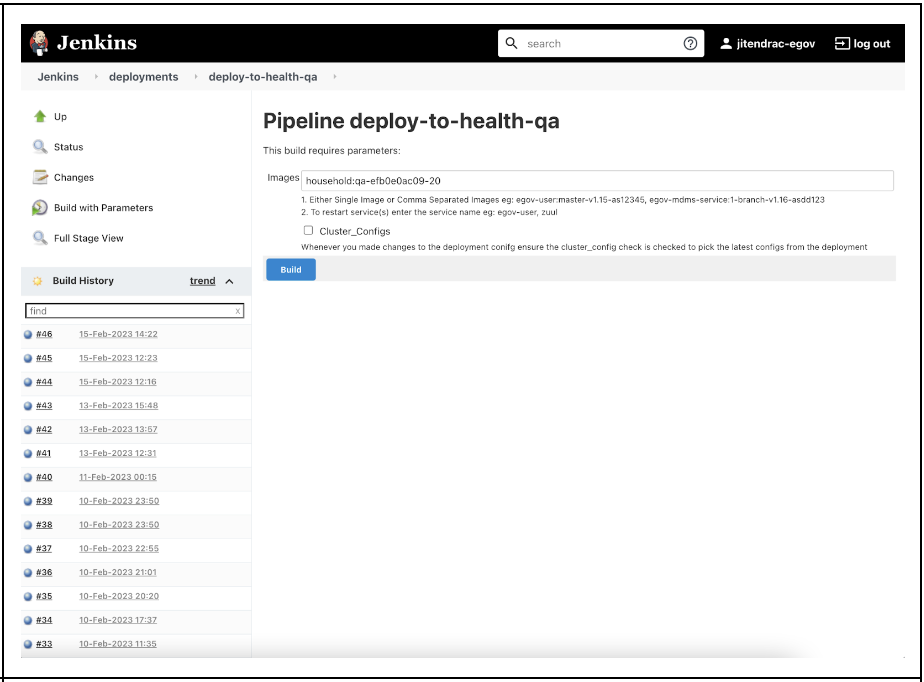 Jenkins
search
jitendrac-egov
log out
Jenkins deployments deploy-to-health-qa
Up
Status
Changes
Build with Parameters
Full Stage View
Build History trend
find x
#46 15-Feb-2023 14:22
#45 15-Feb-2023 12:23
#44 15-Feb-2023 12:16
#43 13-Feb-2023 15:48
#42 13-Feb-2023 13:57
#41 13-Feb-2023 12:31
#40 11-Feb-2023 00:15
#39 10-Feb-2023 23:50
#38 10-Feb-2023 23:50
#37 10-Feb-2023 22:55
#36 10-Feb-2023 21:01
#35 10-Feb-2023 20:20
#34 10-Feb-2023 17:37
#33 10-Feb-2023 11:35
Pipeline deploy-to-health-qa
This build requires parameters:
Images household:qa-efb0e0ac09-20
1. Either Single Image or Comma Separated Images eg: egov-user:master-v1.15-as12345, egov-mdms-service:1-branch-v1.16-asdd123
2. To restart service(s) enter the service name eg: egov-user, zuul
Cluster_Configs
Whenever you made changes to the deployment conifg ensure the cluster_config check is checked to pick the latest configs from the deployment
Build